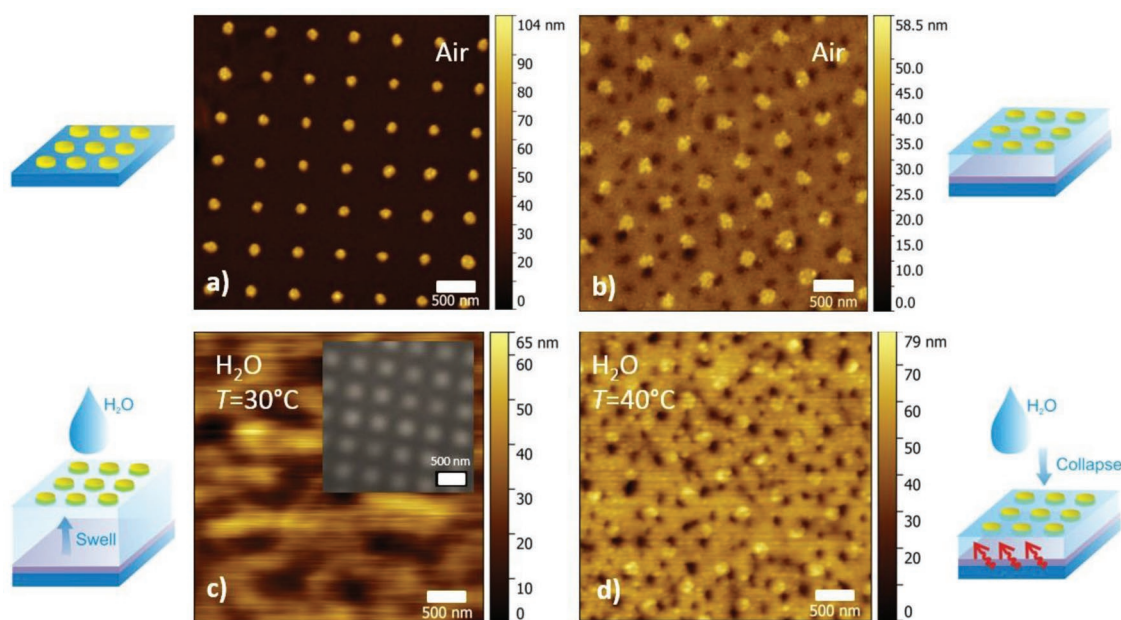 Air
a)
500 nm
104 nm
90
80
70
60
50
40
30
20
0
Air
b)
500 nm
58.5 nm
50.0
45.0
40.0
35.0
30.0
25.0
20.0
15.0
10.0
0.0
H₂O
Swell
H₂O
T=30°C
500 nm
c)
500 nm
65 nm
60
50
40
30
20
10
0
H₂O
T=40°C
d)
500 nm
79 nm
70
60
50
40
30
20
0
H₂O
Collapse